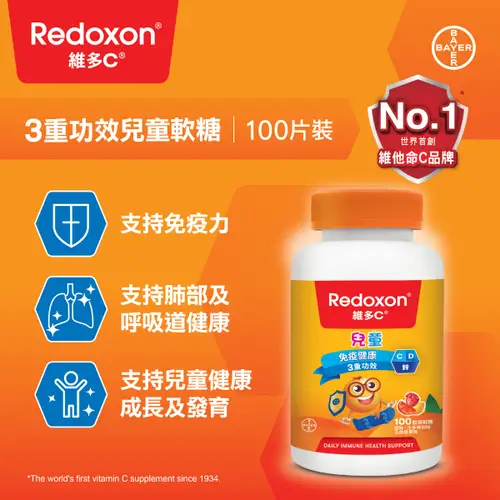 Redoxon®
維多C®
BAYER
BAYER
3重功效兒童軟糖 | 100片裝
No.1*
世界首創
維他命C品牌
支持免疫力
支持肺部及
呼吸道健康
支持兒童健康
成長及發育
Redoxon®
維多C®
兒童
免疫健康
3重功效
C D
鋅
BAYER
BAYER
DAILY IMMUNE HEALTH SUPPORT
*The world's first vitamin C supplement since 1934.